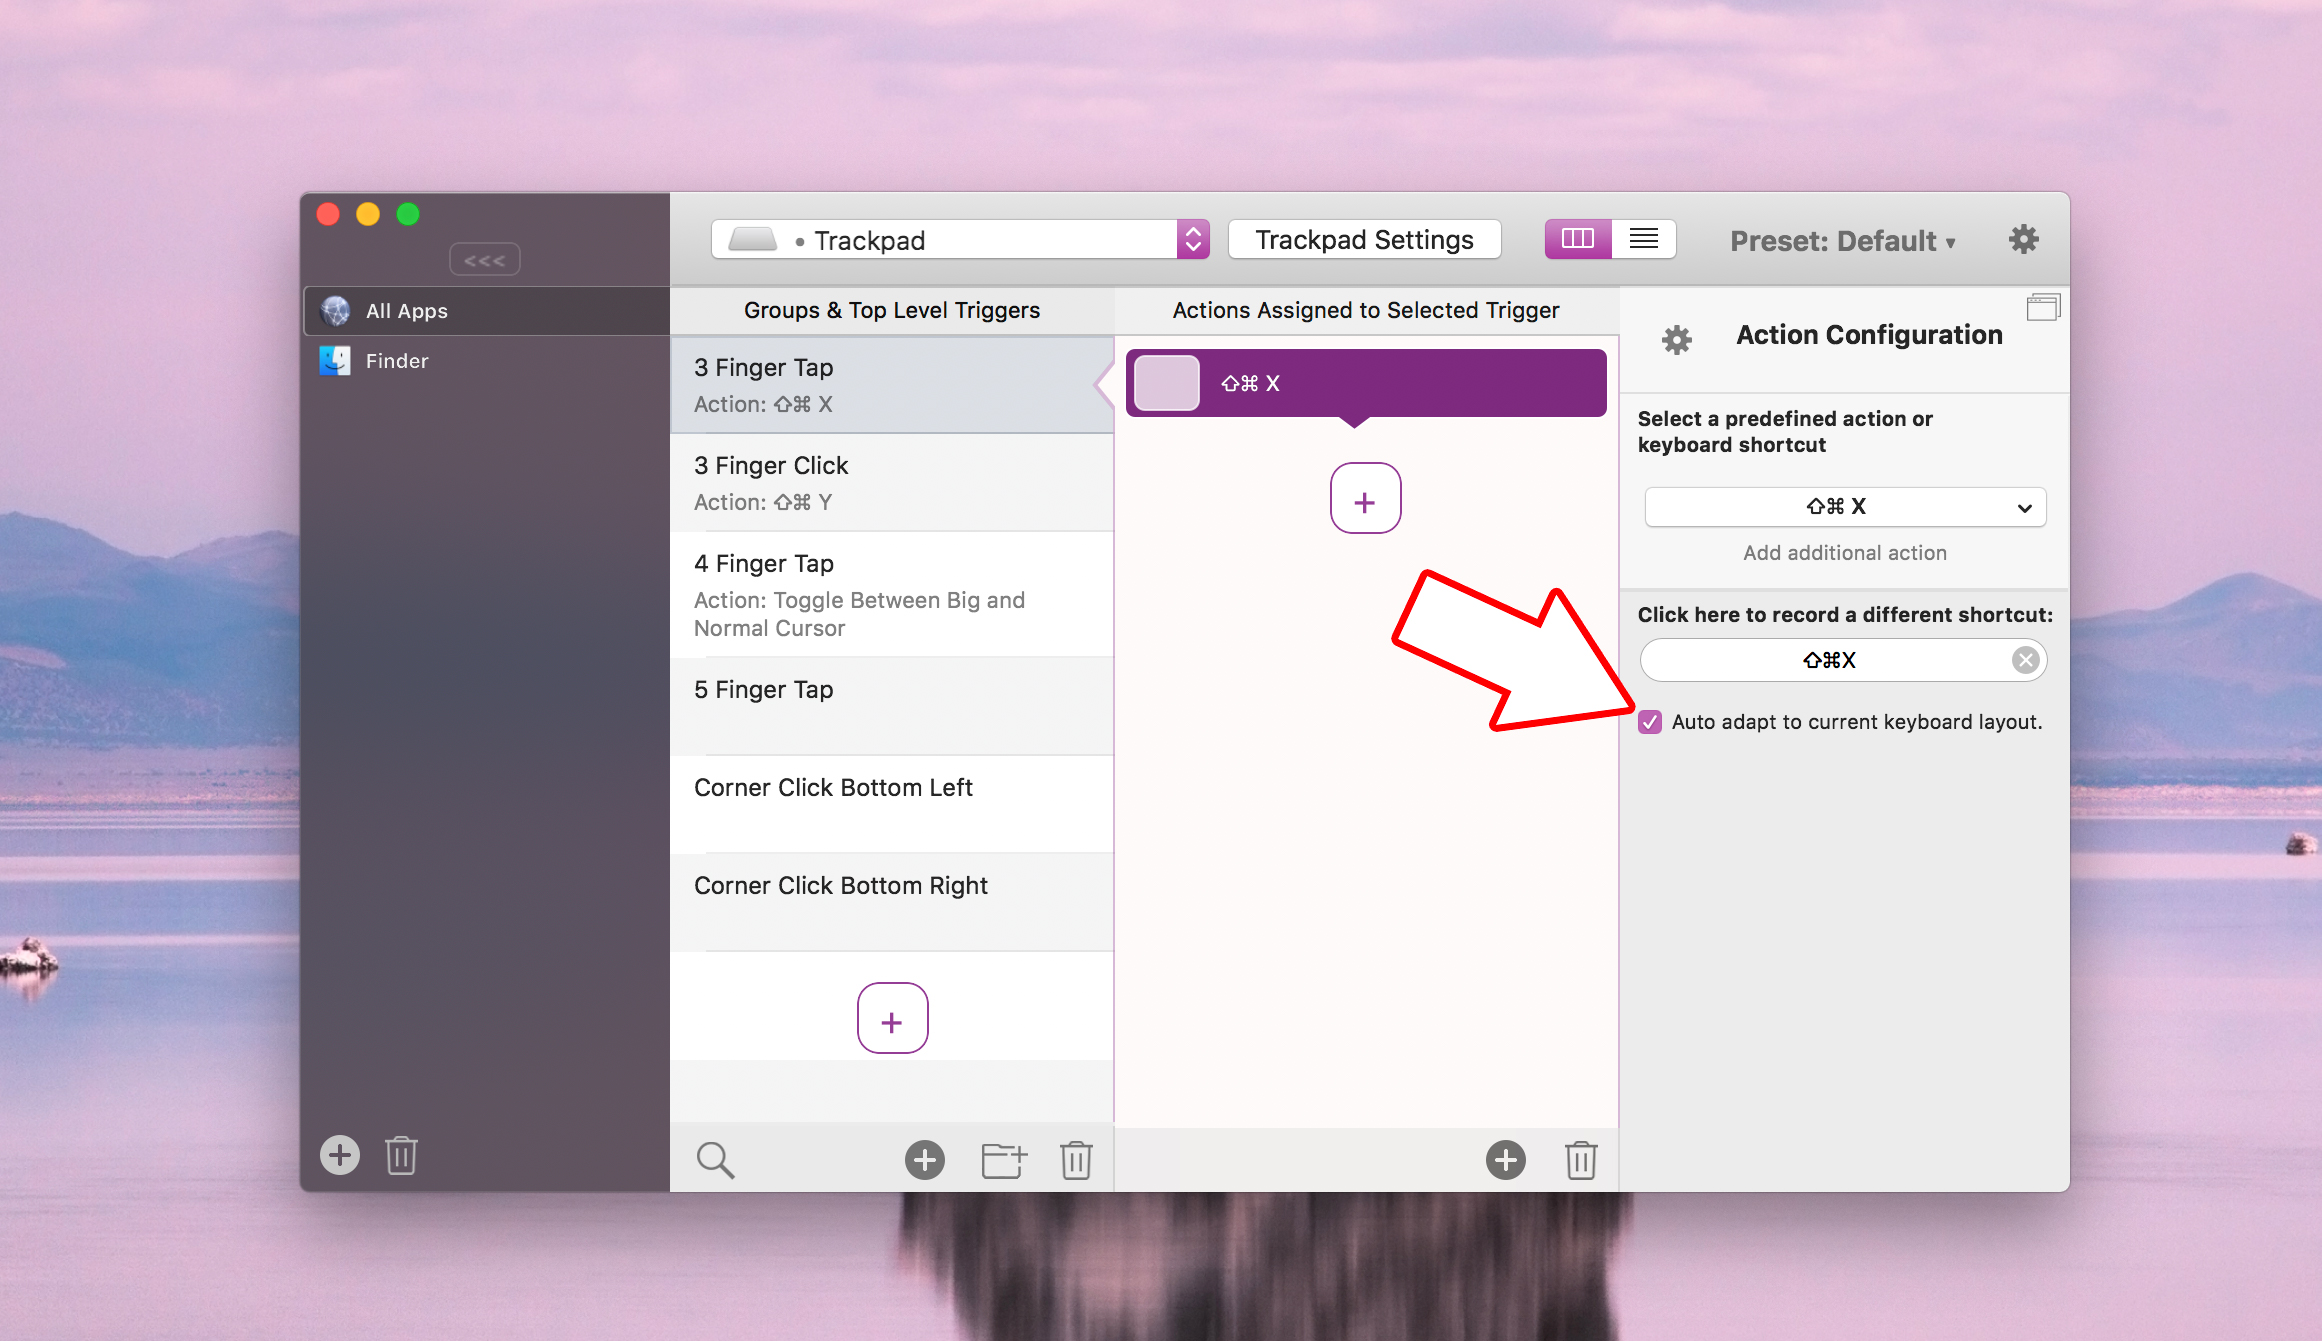 <<<
All Apps
Finder
• Trackpad
Trackpad Settings
Preset: Default ▾
Groups & Top Level Triggers
3 Finger Tap
Action: ⇧⌘ X
3 Finger Click
Action: ⇧⌘ Y
4 Finger Tap
Action: Toggle Between Big and
Normal Cursor
5 Finger Tap
Corner Click Bottom Left
Corner Click Bottom Right
+
Actions Assigned to Selected Trigger
⇧⌘ X
+
Action Configuration
Select a predefined action or
keyboard shortcut
⇧⌘ X
Add additional action
Click here to record a different shortcut:
⇧⌘X
Auto adapt to current keyboard layout.